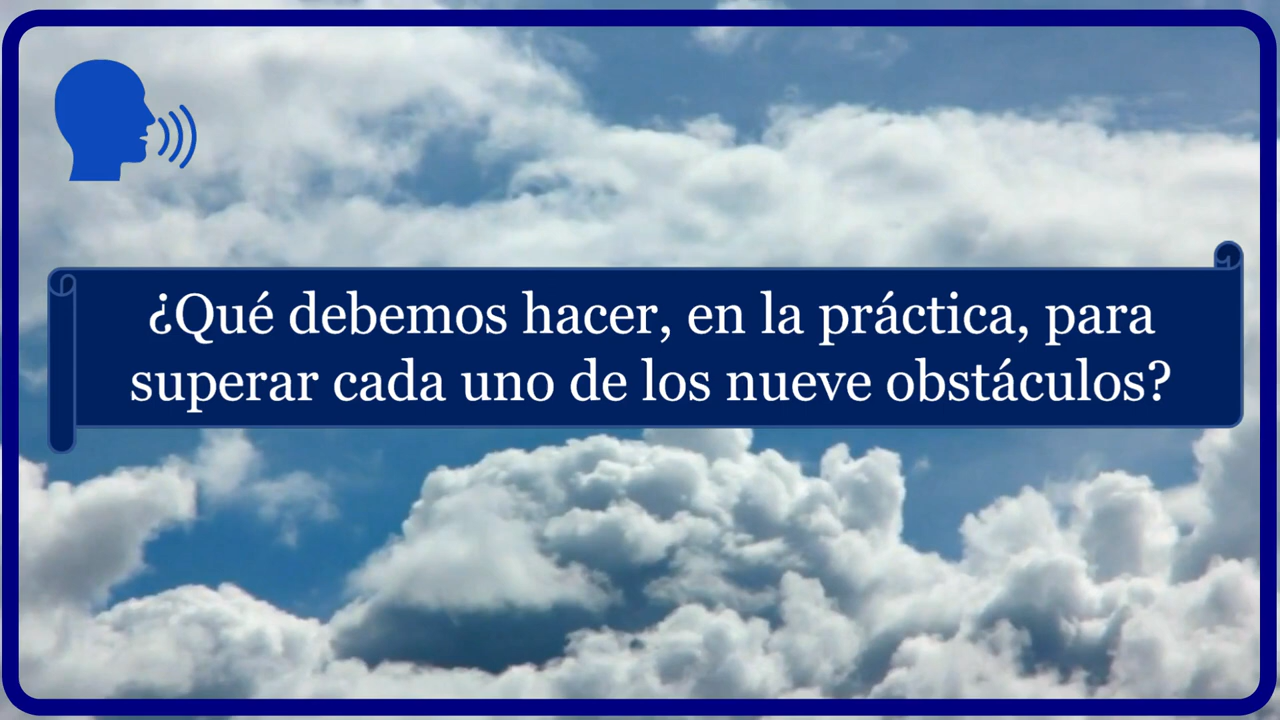 ¿Qué debemos hacer, en la práctica, para
superar cada uno de los nueve obstáculos?